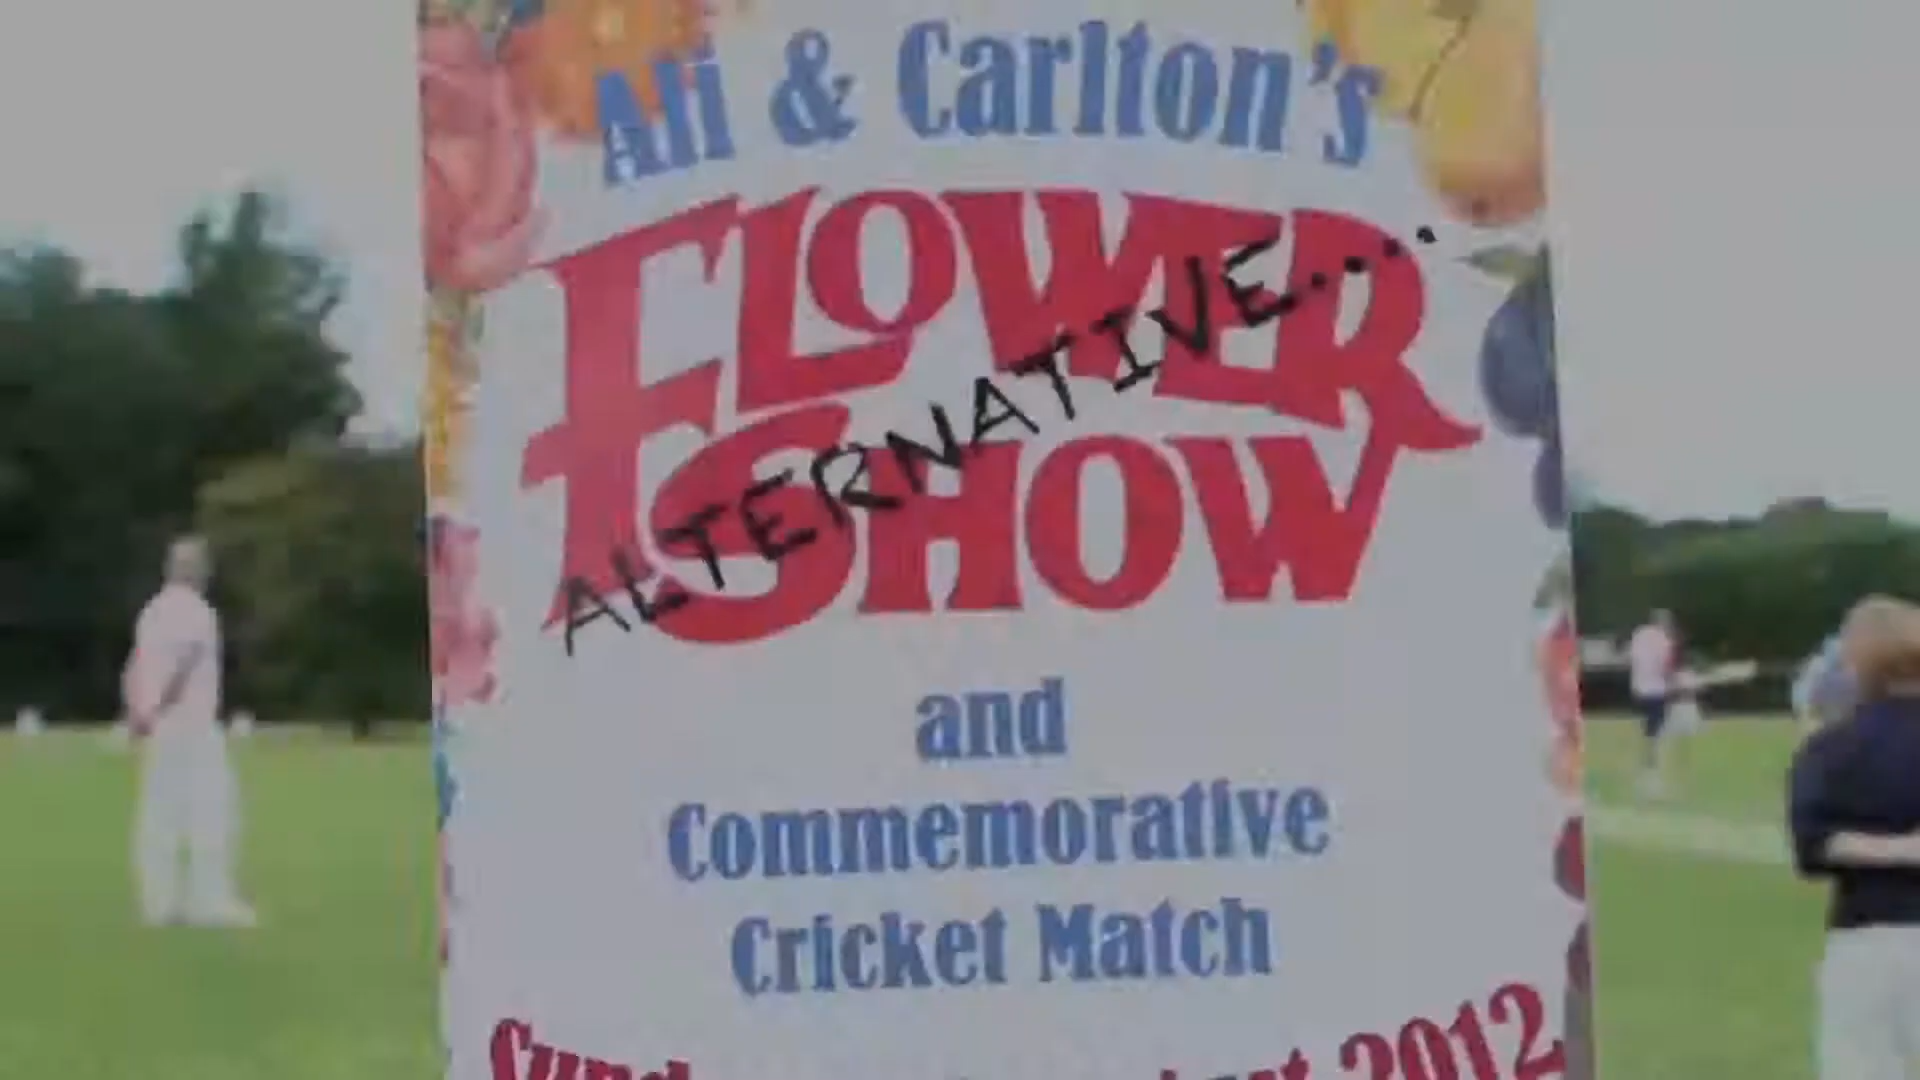 Ali & Carlton's
FLOWER
ALTERNATIVE....
SHOW
and
Commemorative
Cricket Match
2012